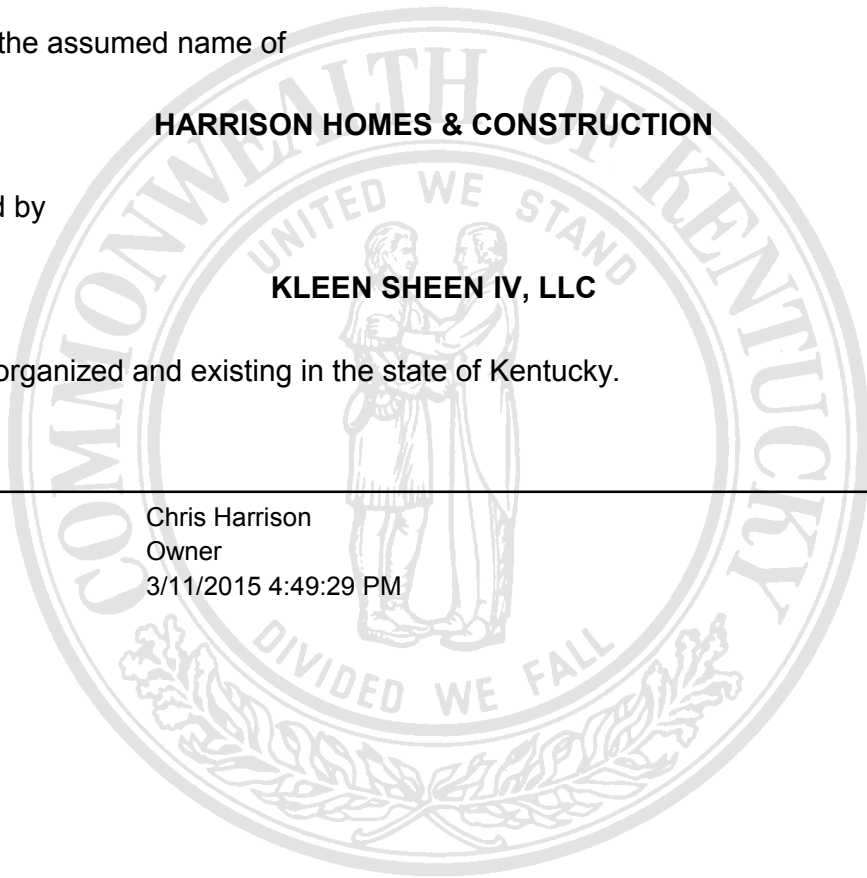 the assumed name of
HARRISON HOMES & CONSTRUCTION
by
KLEEN SHEEN IV, LLC
organized and existing in the state of Kentucky.
Chris Harrison
Owner
3/11/2015 4:49:29 PM
COMMONWEALTH OF KENTUCKY
UNITED WE STAND
DIVIDED WE FALL